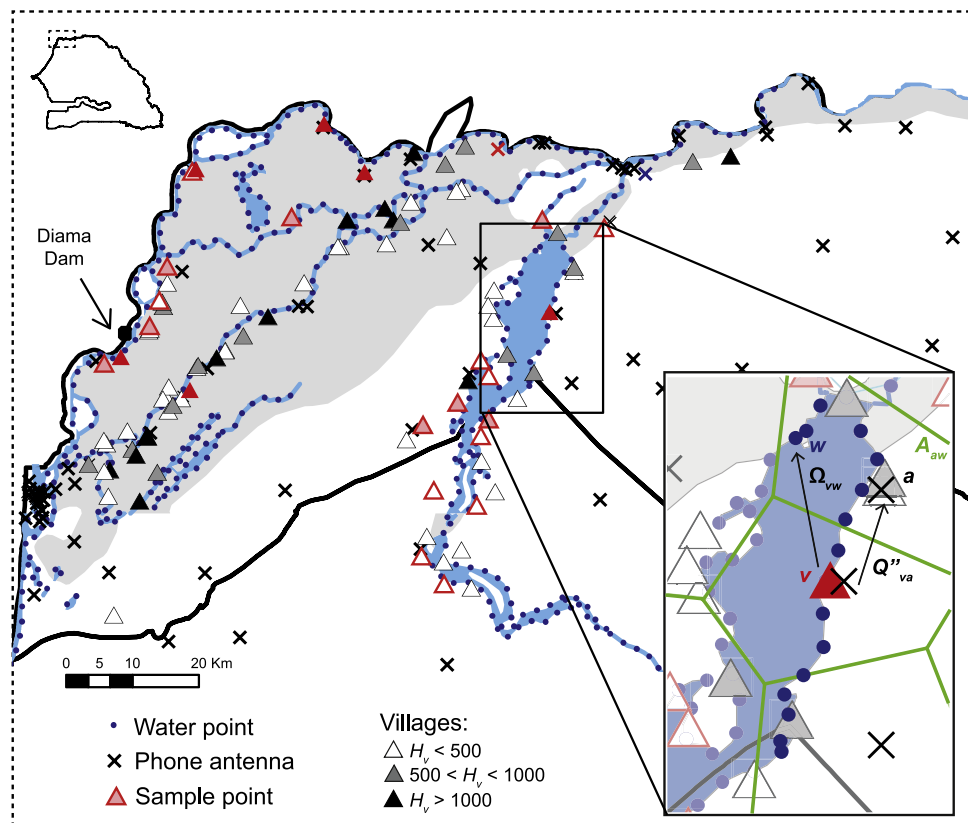 Diama
Dam
A_aw
w
Ω_vw
a
v
Q"_va
0 5 10 20 Km
Water point
Phone antenna
Sample point
Villages:
H_v < 500
500 < H_v < 1000
H_v > 1000